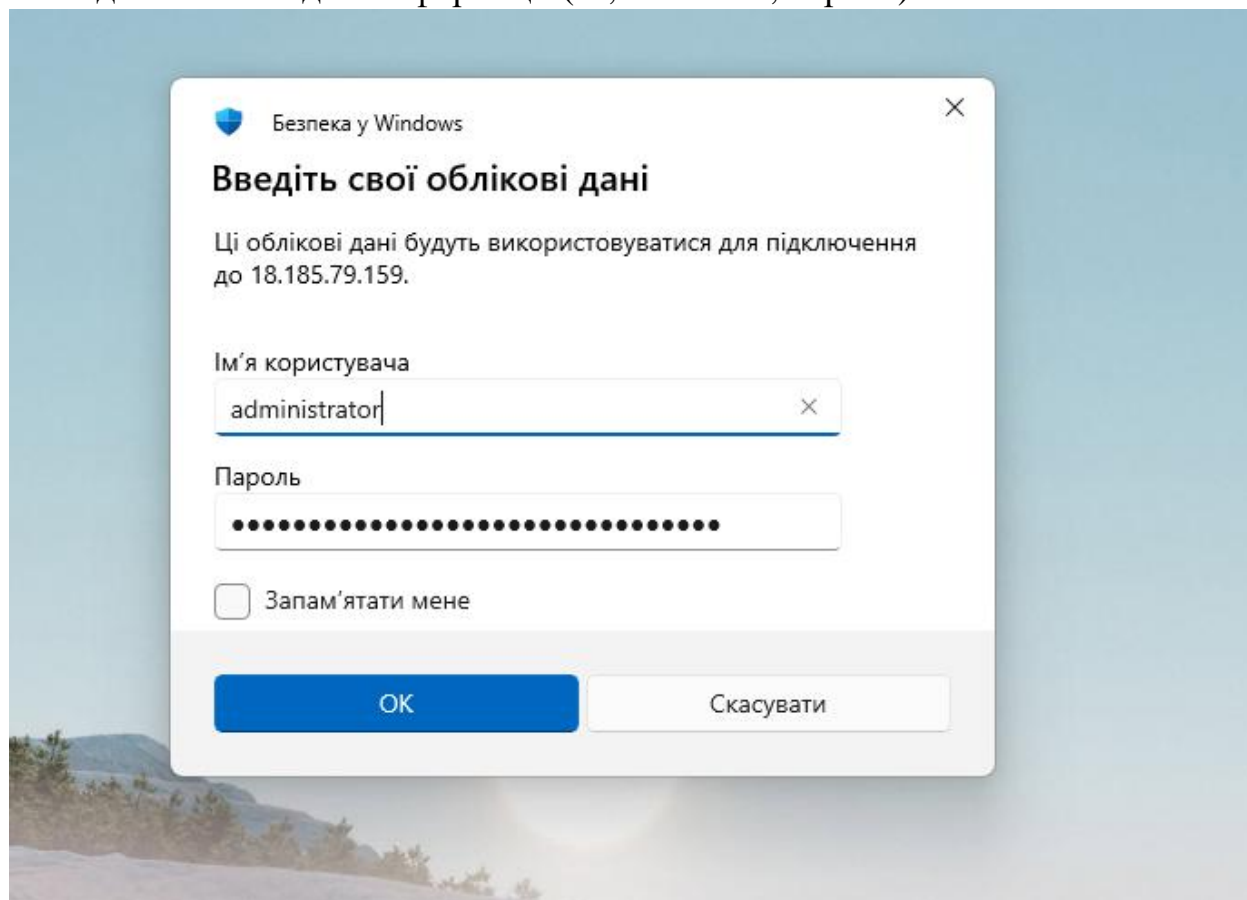 Безпека у Windows
Введіть свої облікові дані
Ці облікові дані будуть використовуватися для підключення
до 18.185.79.159.
Ім’я користувача
administrator
Пароль
••••••••••••••••••••••••••••••••
Запам’ятати мене
ОК
Скасувати